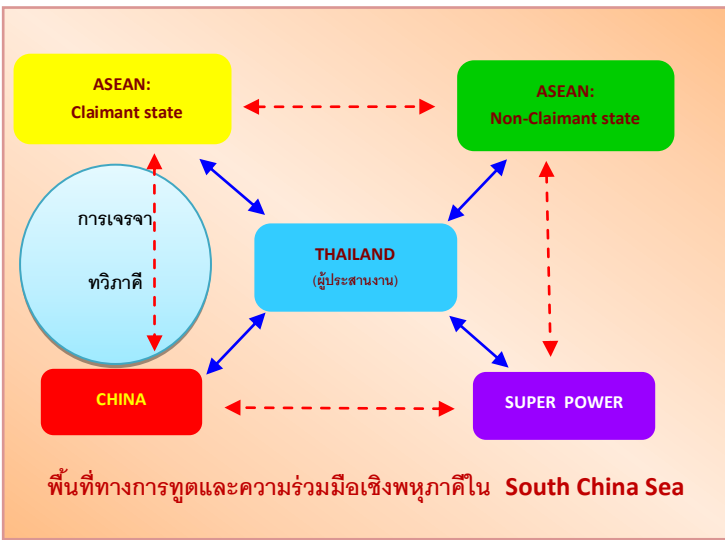 ASEAN:
Claimant state
ASEAN:
Non-Claimant state
การเจรจา
ทวิภาคี
THAILAND
(ผู้ประสานงาน)
CHINA
SUPER POWER
พื้นที่ทางการทูตและความร่วมมือเชิงพหุภาคีใน South China Sea